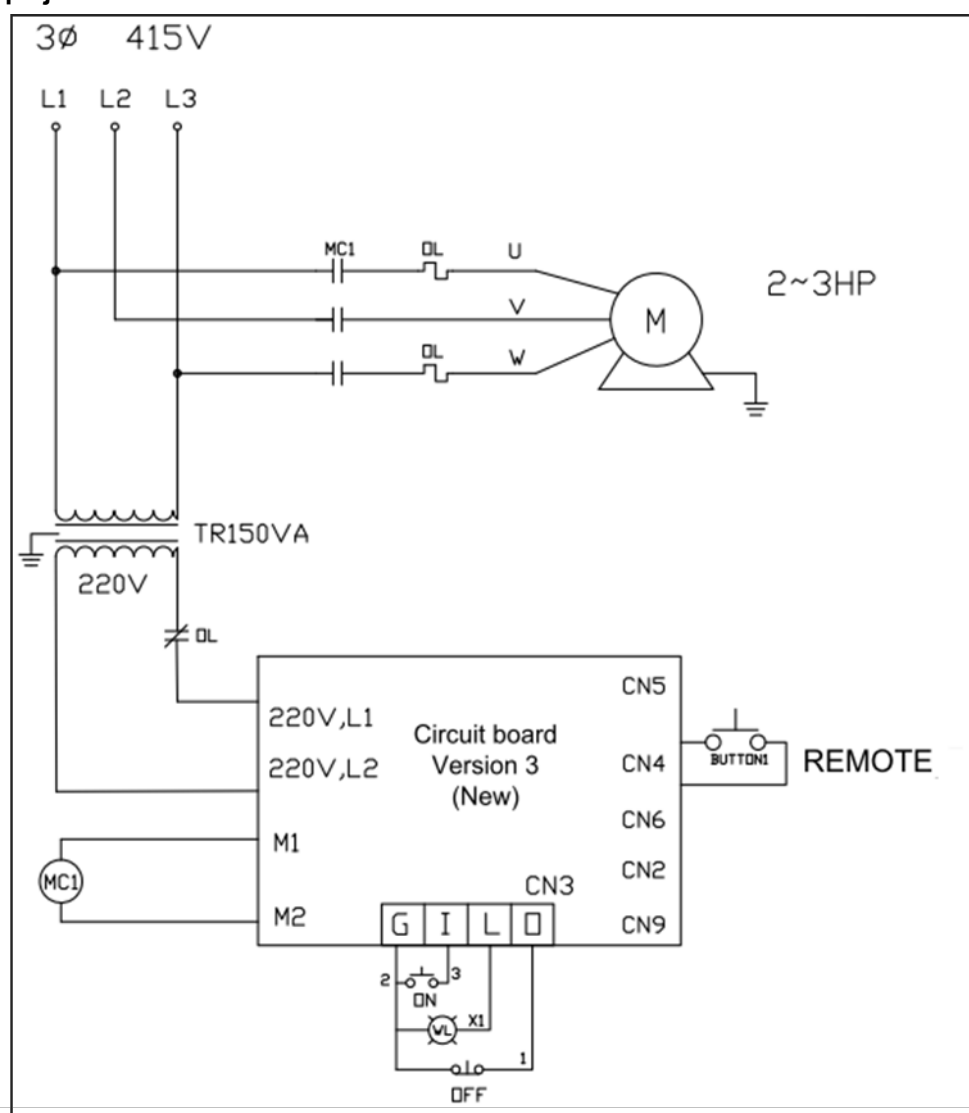 3Ø 415V
L1 L2 L3
MC1 OL U
V
M
2~3HP
OL W
TR150VA
220V
OL
CN5
220V,L1
Circuit board
Version 3
(New)
220V,L2
CN4
BUTTON1
REMOTE
CN6
M1
CN2
MC1
CN3
M2
G I L O
CN9
2 3
ON
WL X1
1
OFF